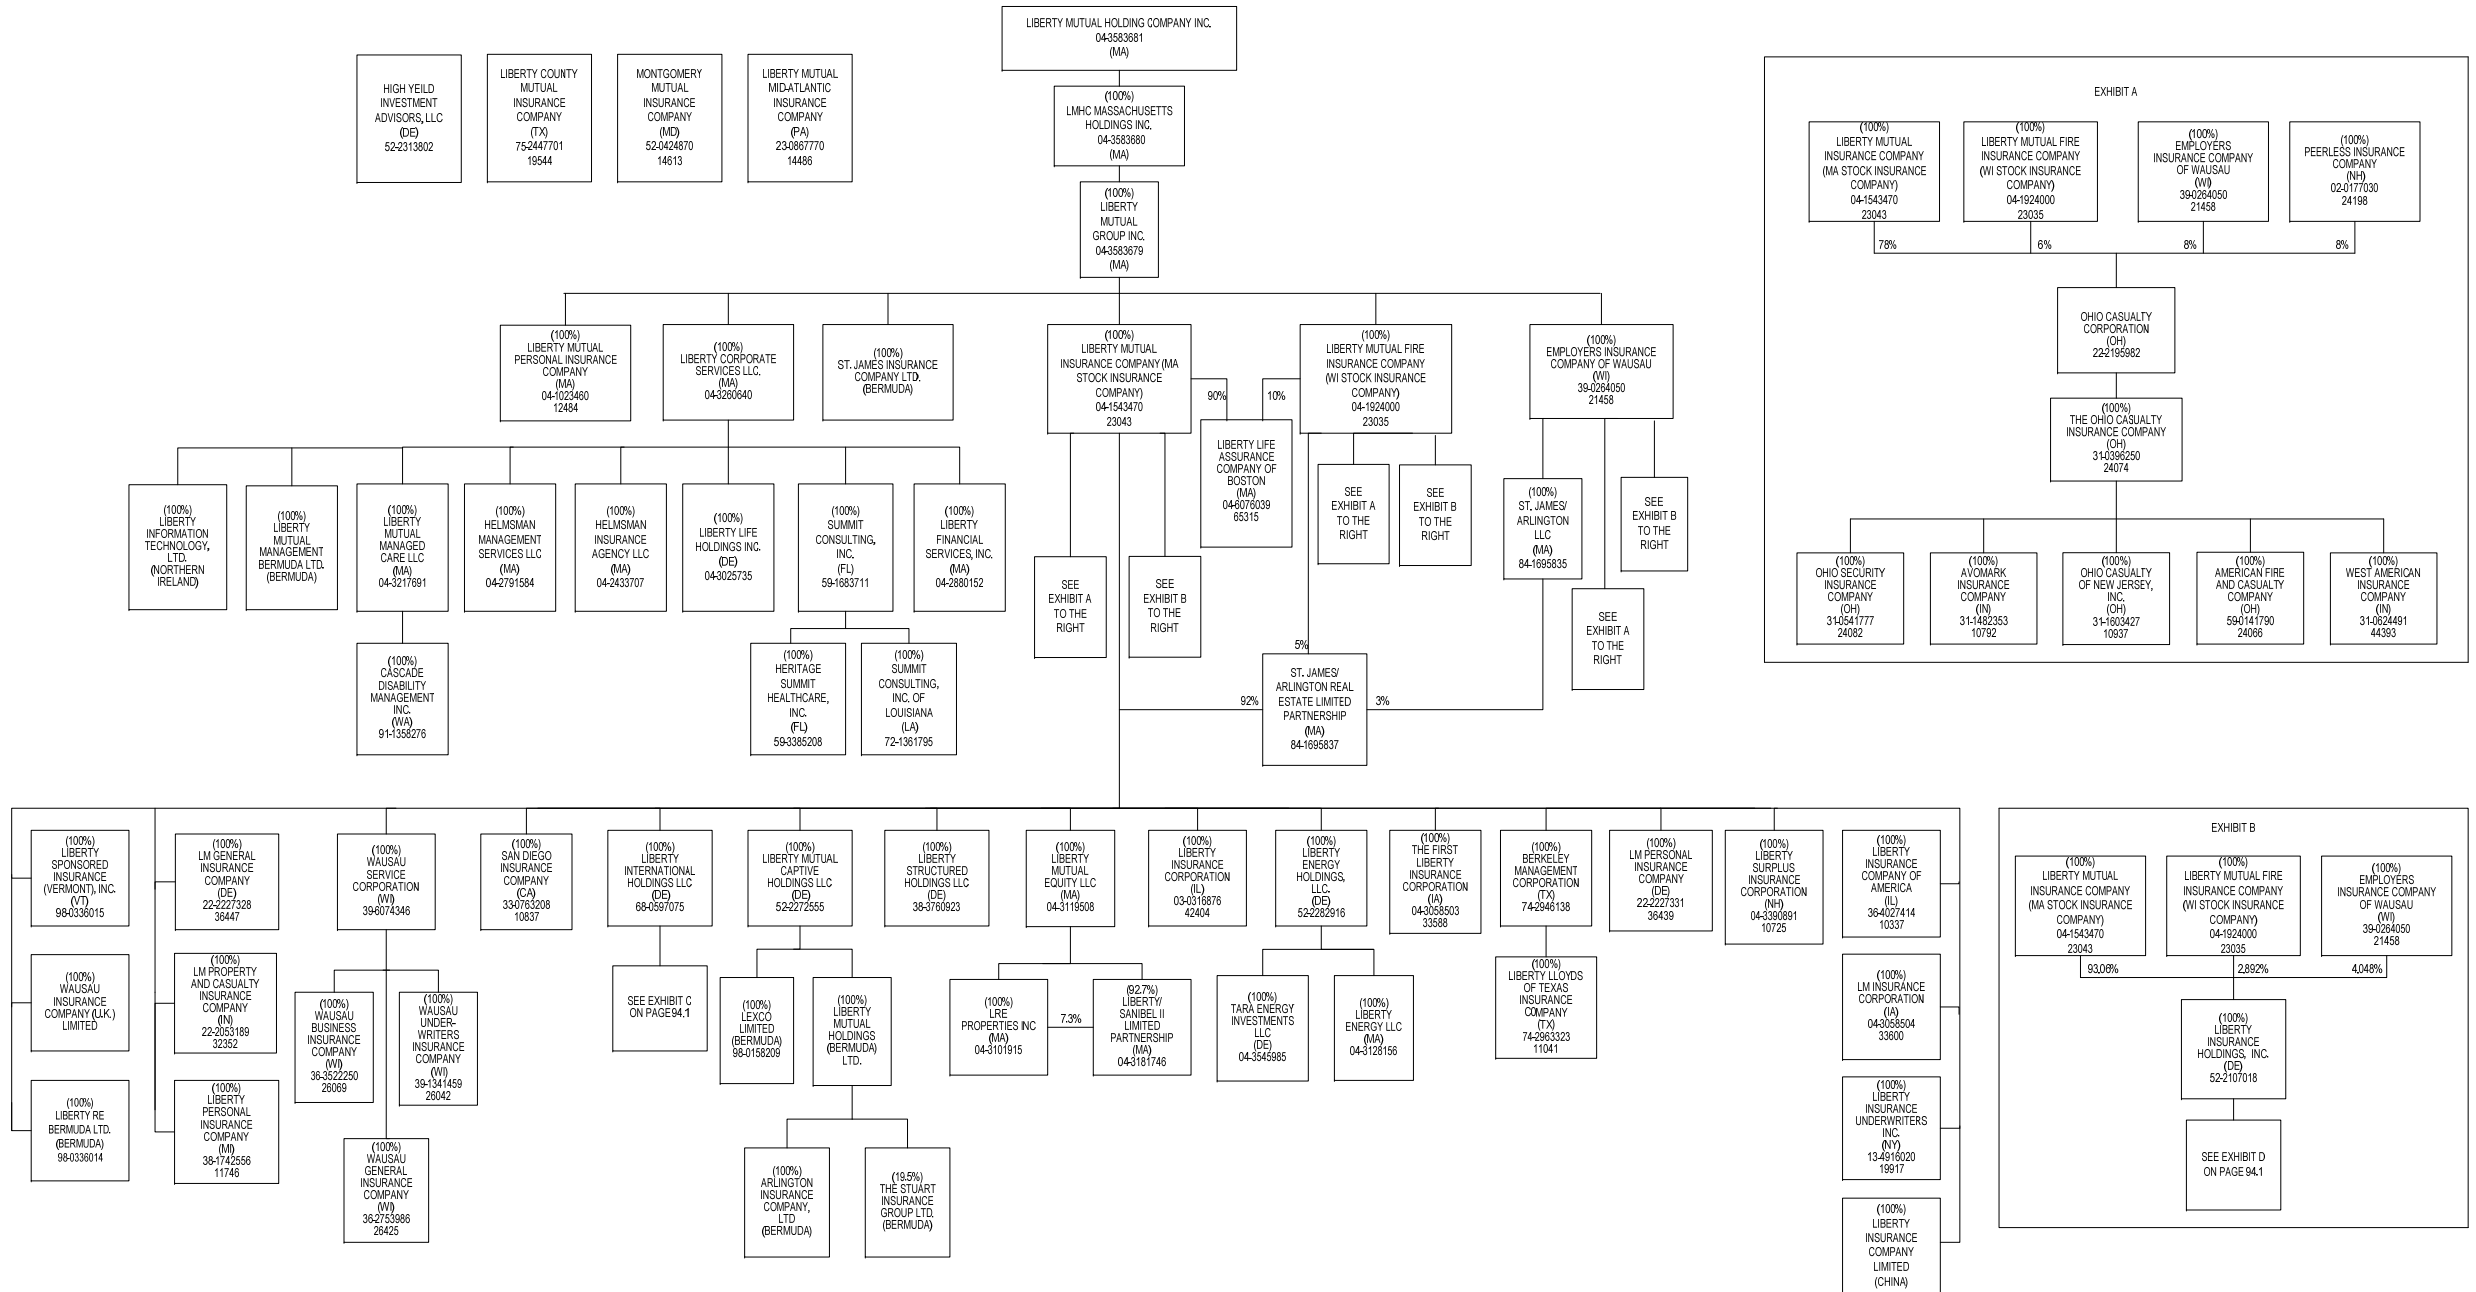 LIBERTY MUTUAL HOLDING COMPANY INC.
04-3583681
(MA)
HIGH YEILD
INVESTMENT
ADVISORS, LLC
(DE)
52-2313802
LIBERTY COUNTY
MUTUAL
INSURANCE
COMPANY
(TX)
75-2447701
19544
MONTGOMERY
MUTUAL
INSURANCE
COMPANY
(MD)
52-0424870
14613
LIBERTY MUTUAL
MID-ATLANTIC
INSURANCE
COMPANY
(PA)
23-0867770
14486
(100%)
LMHC MASSACHUSETTS
HOLDINGS INC.
04-3583680
(MA)
(100%)
LIBERTY
MUTUAL
GROUP INC.
04-3583679
(MA)
(100%)
LIBERTY MUTUAL
PERSONAL INSURANCE
COMPANY
(MA)
04-1023460
12484
(100%)
LIBERTY CORPORATE
SERVICES LLC.
(MA)
04-3260640
(100%)
ST. JAMES INSURANCE
COMPANY LTD.
(BERMUDA)
(100%)
LIBERTY MUTUAL
INSURANCE COMPANY (MA
STOCK INSURANCE
COMPANY)
04-1543470
23043
90%
10%
(100%)
LIBERTY MUTUAL FIRE
INSURANCE COMPANY
(WI STOCK INSURANCE
COMPANY)
04-1924000
23035
(100%)
EMPLOYERS INSURANCE
COMPANY OF WAUSAU
(WI)
39-0264050
21458
LIBERTY LIFE
ASSURANCE
COMPANY OF
BOSTON
(MA)
04-6076039
65315
SEE
EXHIBIT A
TO THE
RIGHT
SEE
EXHIBIT B
TO THE
RIGHT
(100%)
ST. JAMES/
ARLINGTON
LLC
(MA)
84-1695835
SEE
EXHIBIT B
TO THE
RIGHT
(100%)
LIBERTY
INFORMATION
TECHNOLOGY,
LTD.
(NORTHERN
IRELAND)
(100%)
LIBERTY
MUTUAL
MANAGEMENT
BERMUDA LTD.
(BERMUDA)
(100%)
LIBERTY
MUTUAL
MANAGED
CARE LLC
(MA)
04-3217691
(100%)
HELMSMAN
MANAGEMENT
SERVICES LLC
(MA)
04-2791584
(100%)
HELMSMAN
INSURANCE
AGENCY LLC
(MA)
04-2433707
(100%)
LIBERTY LIFE
HOLDINGS INC.
(DE)
04-3025735
(100%)
SUMMIT
CONSULTING,
INC.
(FL)
59-1683711
(100%)
LIBERTY
FINANCIAL
SERVICES, INC.
(MA)
04-2880152
SEE
EXHIBIT A
TO THE
RIGHT
SEE
EXHIBIT B
TO THE
RIGHT
SEE
EXHIBIT A
TO THE
RIGHT
(100%)
CASCADE
DISABILITY
MANAGEMENT
INC.
(WA)
91-1358276
(100%)
HERITAGE
SUMMIT
HEALTHCARE,
INC.
(FL)
59-3385208
(100%)
SUMMIT
CONSULTING,
INC. OF
LOUISIANA
(LA)
72-1361795
5%
92%
ST. JAMES/
ARLINGTON REAL
ESTATE LIMITED
PARTNERSHIP
(MA)
84-1695837
3%
EXHIBIT A
(100%)
LIBERTY MUTUAL
INSURANCE COMPANY
(MA STOCK INSURANCE
COMPANY)
04-1543470
23043
(100%)
LIBERTY MUTUAL FIRE
INSURANCE COMPANY
(WI STOCK INSURANCE
COMPANY)
04-1924000
23035
(100%)
EMPLOYERS
INSURANCE COMPANY
OF WAUSAU
(WI)
39-0264050
21458
(100%)
PEERLESS INSURANCE
COMPANY
(NH)
02-0177030
24198
78%
6%
8%
8%
OHIO CASUALTY
CORPORATION
(OH)
22-2195982
(100%)
THE OHIO CASUALTY
INSURANCE COMPANY
(OH)
31-0396250
24074
(100%)
OHIO SECURITY
INSURANCE
COMPANY
(OH)
31-0541777
24082
(100%)
AVOMARK
INSURANCE
COMPANY
(IN)
31-1482353
10792
(100%)
OHIO CASUALTY
OF NEW JERSEY,
INC.
(OH)
31-1603427
10937
(100%)
AMERICAN FIRE
AND CASUALTY
COMPANY
(OH)
59-0141790
24066
(100%)
WEST AMERICAN
INSURANCE
COMPANY
(IN)
31-0624491
44393
(100%)
LIBERTY
SPONSORED
INSURANCE
(VERMONT), INC.
(VT)
98-0336015
(100%)
LM GENERAL
INSURANCE
COMPANY
(DE)
22-2227328
36447
(100%)
WAUSAU
SERVICE
CORPORATION
(WI)
39-6074346
(100%)
SAN DIEGO
INSURANCE
COMPANY
(CA)
33-0763208
10837
(100%)
LIBERTY
INTERNATIONAL
HOLDINGS LLC
(DE)
68-0597075
(100%)
LIBERTY MUTUAL
CAPTIVE
HOLDINGS LLC
(DE)
52-2272555
(100%)
LIBERTY
STRUCTURED
HOLDINGS LLC
(DE)
38-3760923
(100%)
LIBERTY
MUTUAL
EQUITY LLC
(MA)
04-3119508
(100%)
LIBERTY
INSURANCE
CORPORATION
(IL)
03-0316876
42404
(100%)
LIBERTY
ENERGY
HOLDINGS,
LLC.
(DE)
52-2282916
(100%)
THE FIRST
LIBERTY
INSURANCE
CORPORATION
(IA)
04-3058503
33588
(100%)
BERKELEY
MANAGEMENT
CORPORATION
(TX)
74-2946138
(100%)
LM PERSONAL
INSURANCE
COMPANY
(DE)
22-2227331
36439
(100%)
LIBERTY
SURPLUS
INSURANCE
CORPORATION
(NH)
04-3390891
10725
(100%)
LIBERTY
INSURANCE
COMPANY OF
AMERICA
(IL)
36-4027414
10337
(100%)
WAUSAU
INSURANCE
COMPANY (U.K.)
LIMITED
(100%)
LM PROPERTY
AND CASUALTY
INSURANCE
COMPANY
(IN)
22-2053189
32352
(100%)
WAUSAU
BUSINESS
INSURANCE
COMPANY
(WI)
36-3522250
26069
(100%)
WAUSAU
UNDER-
WRITERS
INSURANCE
COMPANY
(WI)
39-1341459
26042
SEE EXHIBIT C
ON PAGE 94.1
(100%)
LEXCO
LIMITED
(BERMUDA)
98-0158209
(100%)
LIBERTY
MUTUAL
HOLDINGS
(BERMUDA)
LTD.
(100%)
LRE
PROPERTIES INC
(MA)
04-3101915
7.3%
(92.7%)
LIBERTY/
SANIBEL II
LIMITED
PARTNERSHIP
(MA)
04-3181746
(100%)
TARA ENERGY
INVESTMENTS
LLC
(DE)
04-3545985
(100%)
LIBERTY
ENERGY LLC
(MA)
04-3128156
(100%)
LIBERTY LLOYDS
OF TEXAS
INSURANCE
COMPANY
(TX)
74-2963323
11041
(100%)
LM INSURANCE
CORPORATION
(IA)
04-3058504
33600
(100%)
LIBERTY RE
BERMUDA LTD.
(BERMUDA)
98-0336014
(100%)
LIBERTY
PERSONAL
INSURANCE
COMPANY
(MI)
38-1742556
11746
(100%)
WAUSAU
GENERAL
INSURANCE
COMPANY
(WI)
36-2753986
26425
(100%)
ARLINGTON
INSURANCE
COMPANY,
LTD
(BERMUDA)
(19.5%)
THE STUART
INSURANCE
GROUP LTD.
(BERMUDA)
(100%)
LIBERTY
INSURANCE
UNDERWRITERS
INC.
(NY)
13-4916020
19917
(100%)
LIBERTY
INSURANCE
COMPANY
LIMITED
(CHINA)
EXHIBIT B
(100%)
LIBERTY MUTUAL
INSURANCE COMPANY
(MA STOCK INSURANCE
COMPANY)
04-1543470
23043
(100%)
LIBERTY MUTUAL FIRE
INSURANCE COMPANY
(WI STOCK INSURANCE
COMPANY)
04-1924000
23035
(100%)
EMPLOYERS
INSURANCE COMPANY
OF WAUSAU
(WI)
39-0264050
21458
93.06%
2.892%
4.048%
(100%)
LIBERTY
INSURANCE
HOLDINGS, INC.
(DE)
52-2107018
SEE EXHIBIT D
ON PAGE 94.1